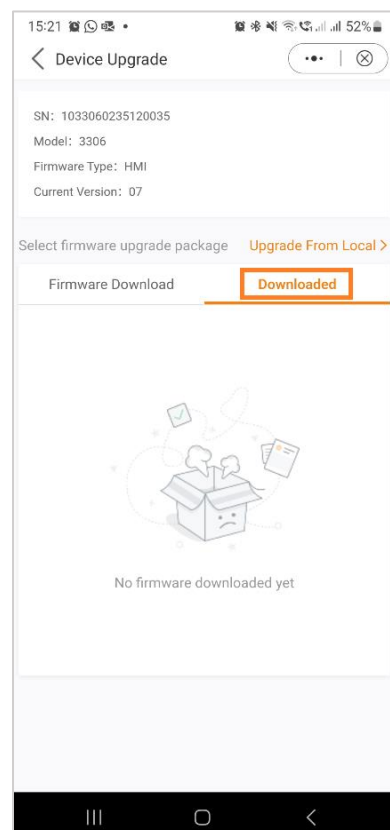 15:21 52%
Device Upgrade
SN: 1033060235120035
Model: 3306
Firmware Type: HMI
Current Version: 07
Select firmware upgrade package Upgrade From Local >
Firmware Download Downloaded
No firmware downloaded yet